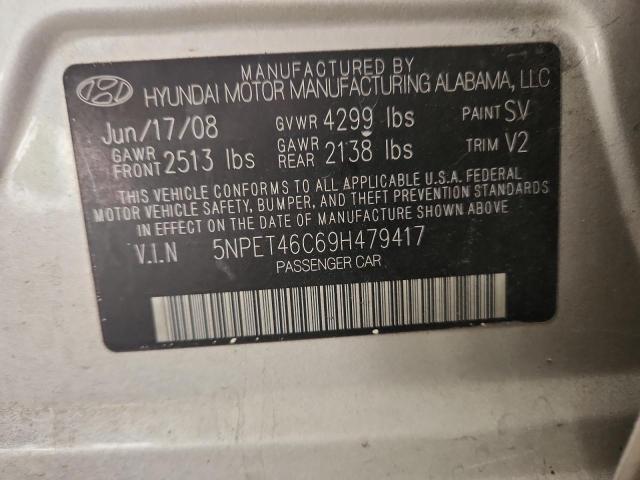 MANUFACTURED BY
HYUNDAI MOTOR MANUFACTURING ALABAMA, LLC
Jun/17/08 GVWR 4299 lbs PAINT SV
GAWR FRONT 2513 lbs GAWR REAR 2138 lbs TRIM V2
THIS VEHICLE CONFORMS TO ALL APPLICABLE U.S.A. FEDERAL
MOTOR VEHICLE SAFETY, BUMPER, AND THEFT PREVENTION STANDARDS
IN EFFECT ON THE DATE OF MANUFACTURE SHOWN ABOVE
V.I.N 5NPET46C69H479417
PASSENGER CAR